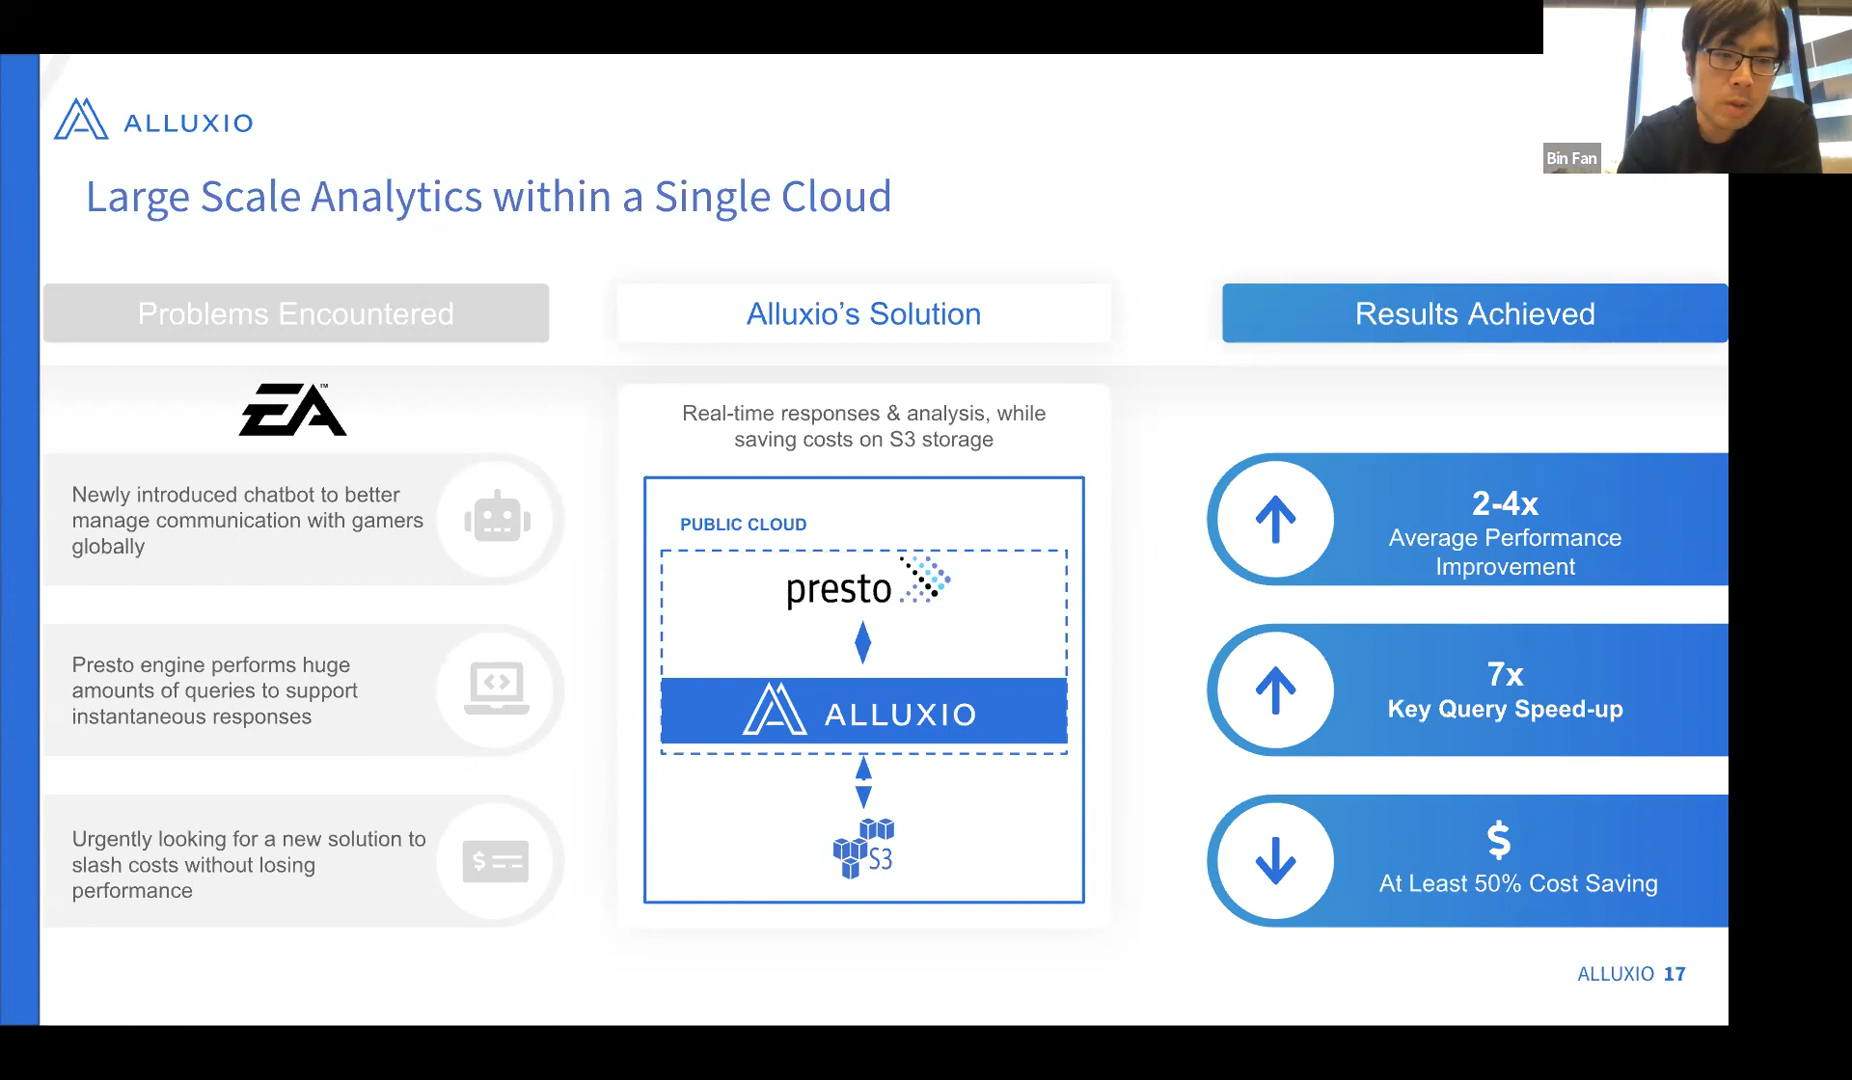 Bin Fan
ALLUXIO
Large Scale Analytics within a Single Cloud
Problems Encountered
EA™
Newly introduced chatbot to better
manage communication with gamers
globally
Presto engine performs huge
amounts of queries to support
instantaneous responses
Urgently looking for a new solution to
slash costs without losing
performance
Alluxio’s Solution
Real-time responses & analysis, while
saving costs on S3 storage
PUBLIC CLOUD
presto
ALLUXIO
S3
Results Achieved
2-4x
Average Performance
Improvement
7x
Key Query Speed-up
$
At Least 50% Cost Saving
$
ALLUXIO 17